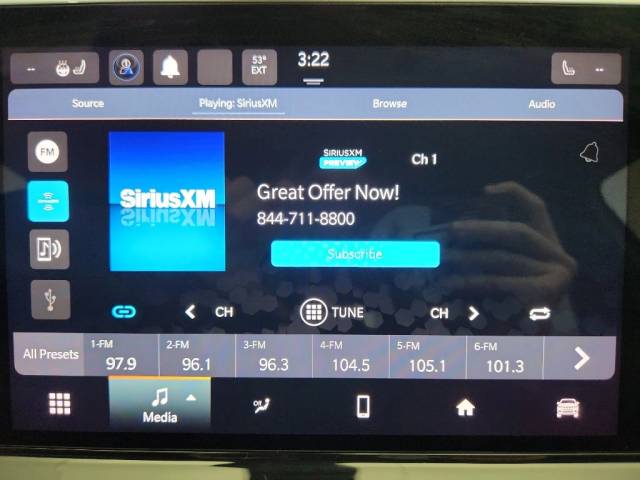 -- 53° 3:22 --
EXT
Source Playing: SiriusXM Browse Audio
FM
SiriusXM
SIRIUSXM
PREVIEW
Ch 1
Great Offer Now!
844-711-8800
Subscribe
CH TUNE CH
All Presets
1-FM 2-FM 3-FM 4-FM 5-FM 6-FM
97.9 96.1 96.3 104.5 105.1 101.3
Media
Off